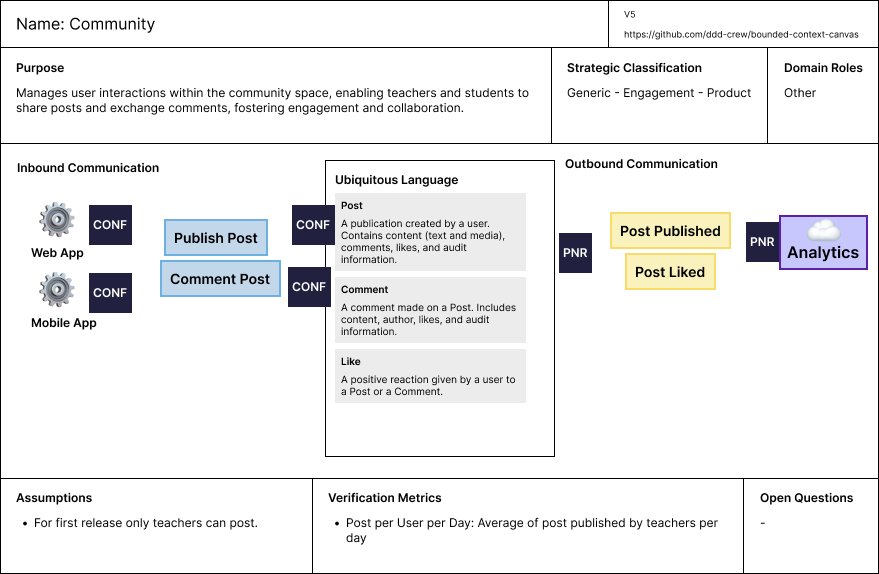 Name: Community
V5
https://github.com/ddd-crew/bounded-context-canvas
Purpose
Manages user interactions within the community space, enabling teachers and students to
share posts and exchange comments, fostering engagement and collaboration.
Strategic Classification
Generic - Engagement - Product
Domain Roles
Other
Inbound Communication
CONF
Web App
CONF
Mobile App
Publish Post
Comment Post
CONF
CONF
Ubiquitous Language
Post
A publication created by a user.
Contains content (text and media),
comments, likes, and audit
information.
Comment
A comment made on a Post. Includes
content, author, likes, and audit
information.
Like
A positive reaction given by a user to
a Post or a Comment.
Outbound Communication
PNR
Post Published
Post Liked
PNR
Analytics
Assumptions
• For first release only teachers can post.
Verification Metrics
• Post per User per Day: Average of post published by teachers per
day
Open Questions
-